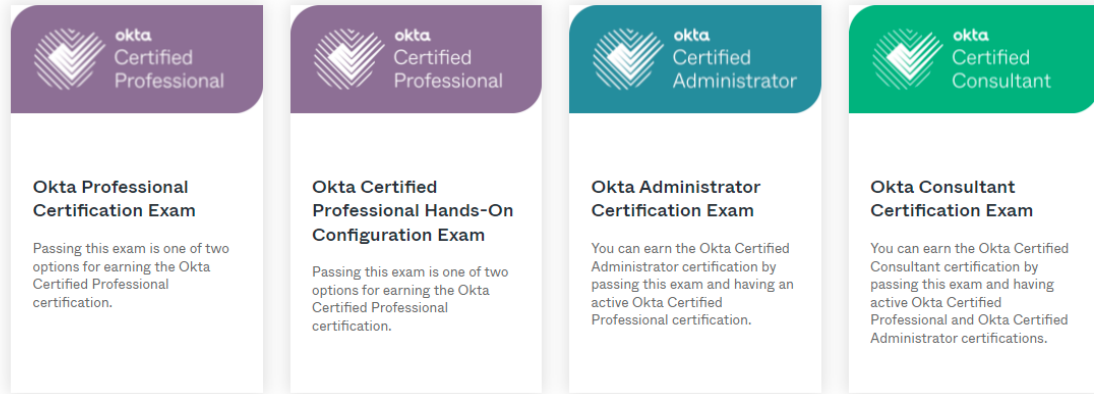 okta
Certified
Professional
Okta Professional
Certification Exam
Passing this exam is one of two
options for earning the Okta
Certified Professional
certification.
okta
Certified
Professional
Okta Certified
Professional Hands-On
Configuration Exam
Passing this exam is one of two
options for earning the Okta
Certified Professional
certification.
okta
Certified
Administrator
Okta Administrator
Certification Exam
You can earn the Okta Certified
Administrator certification by
passing this exam and having an
active Okta Certified
Professional certification.
okta
Certified
Consultant
Okta Consultant
Certification Exam
You can earn the Okta Certified
Consultant certification by
passing this exam and having
active Okta Certified
Professional and Okta Certified
Administrator certifications.